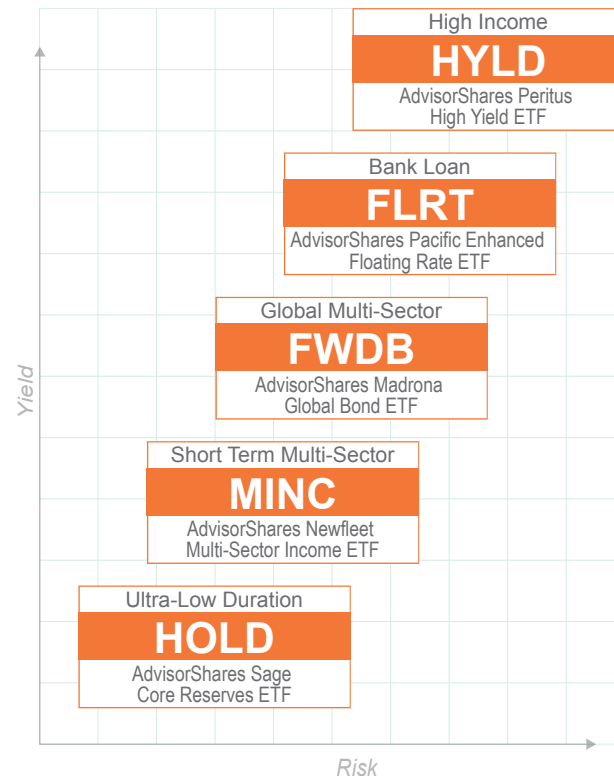 High Income
HYLD
AdvisorShares Peritus
High Yield ETF
Bank Loan
FLRT
AdvisorShares Pacific Enhanced
Floating Rate ETF
Global Multi-Sector
FWDB
AdvisorShares Madrona
Global Bond ETF
Yield
Short Term Multi-Sector
MINC
AdvisorShares Newfleet
Multi-Sector Income ETF
Ultra-Low Duration
HOLD
AdvisorShares Sage
Core Reserves ETF
Risk